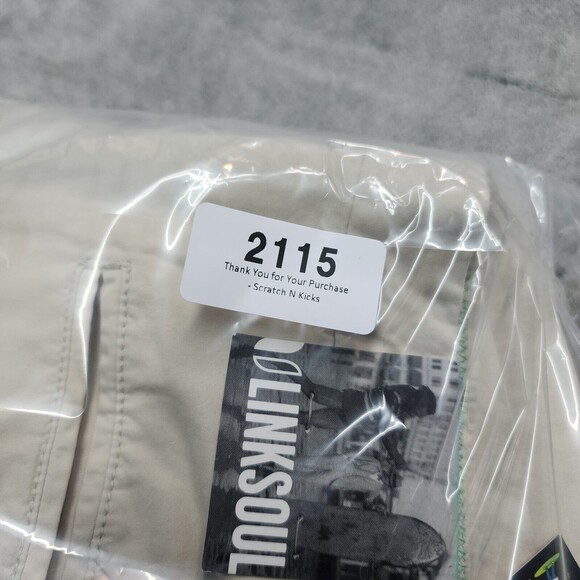 2115
Thank You for Your Purchase
- Scratch N Kicks
LINKSOUL